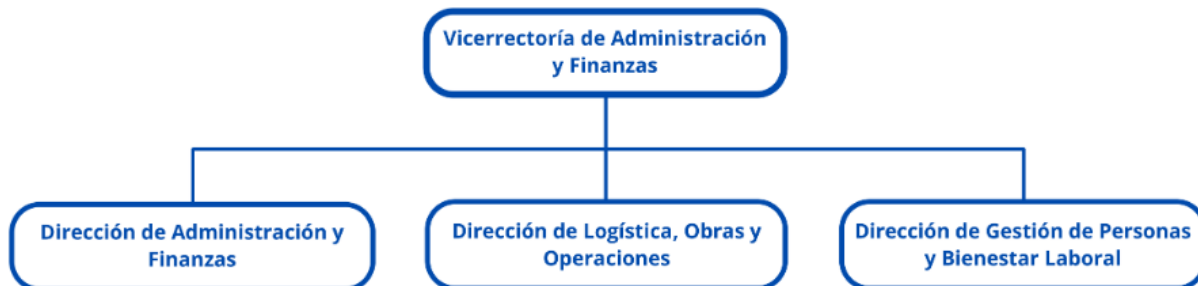 Vicerrectoría de Administración
y Finanzas
Dirección de Administración y
Finanzas
Dirección de Logística, Obras y
Operaciones
Dirección de Gestión de Personas
y Bienestar Laboral